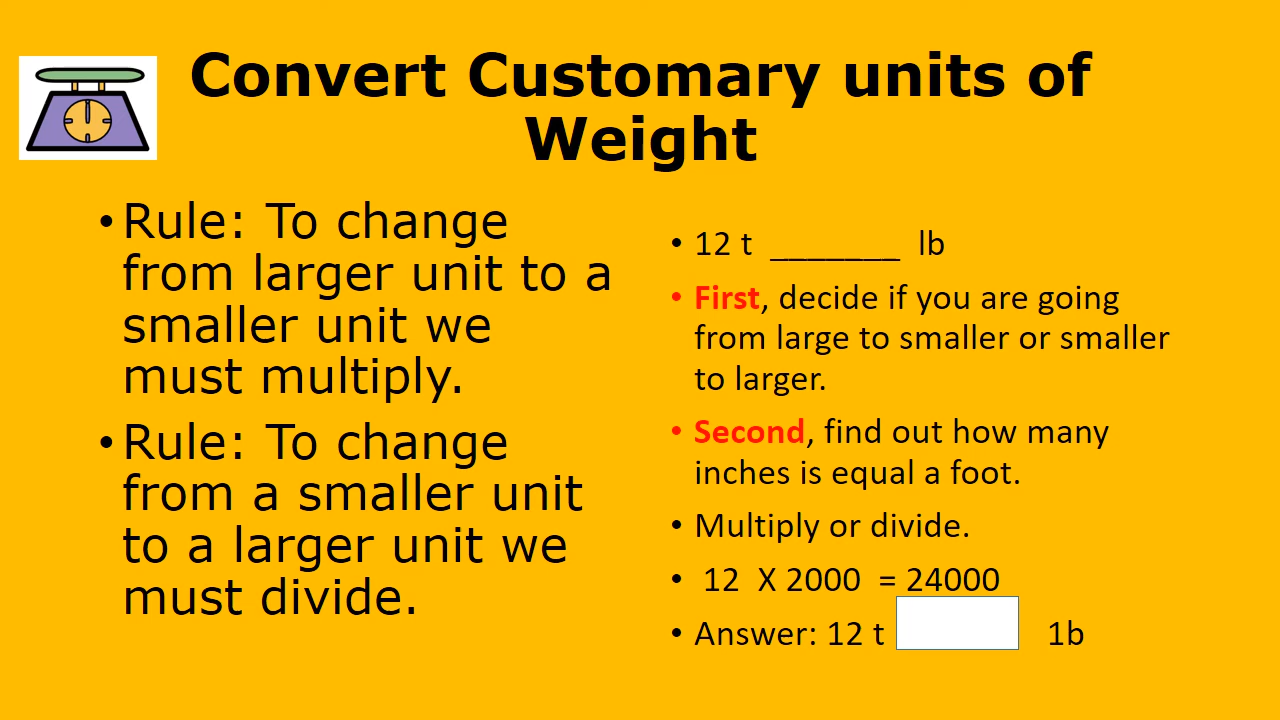 Convert Customary units of
Weight
• Rule: To change
from larger unit to a
smaller unit we
must multiply.
• Rule: To change
from a smaller unit
to a larger unit we
must divide.
• 12 t _______ lb
• First, decide if you are going
from large to smaller or smaller
to larger.
• Second, find out how many
inches is equal a foot.
• Multiply or divide.
• 12 X 2000 = 24000
• Answer: 12 t 1b